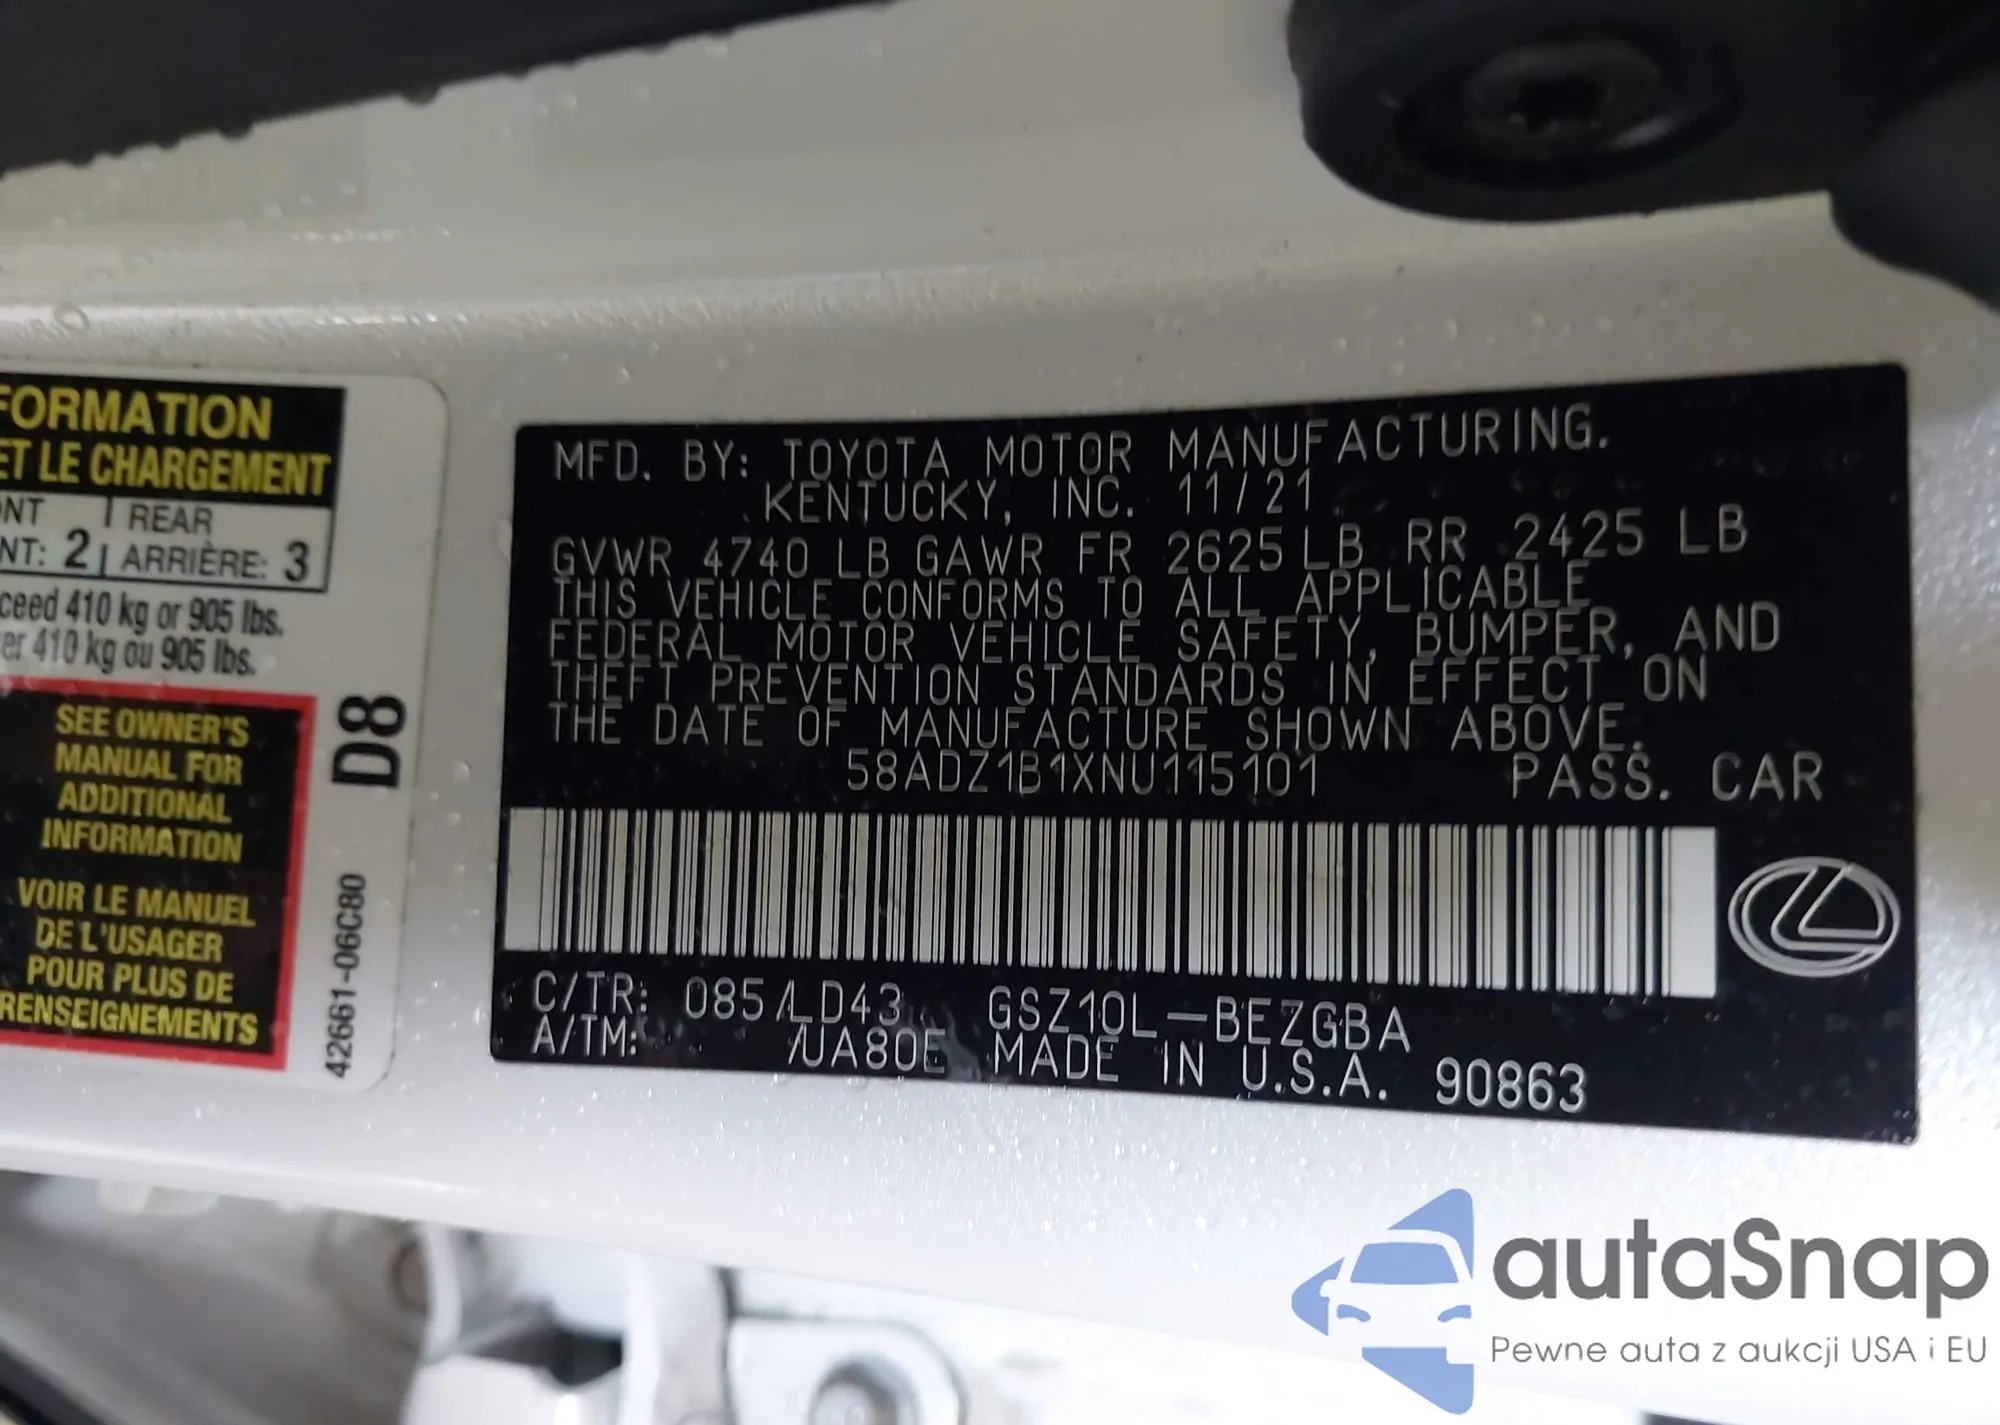 FORMATION
ET LE CHARGEMENT
REAR
NT: 2 ARRIÈRE: 3
ceed 410 kg or 905 lbs.
er 410 kg ou 905 lbs.
SEE OWNER'S
MANUAL FOR
ADDITIONAL
INFORMATION
VOIR LE MANUEL
DE L'USAGER
POUR PLUS DE
RENSEIGNEMENTS
D8
42661-06C80
MFD. BY: TOYOTA MOTOR MANUFACTURING.
KENTUCKY, INC. 11/21
GVWR 4740 LB GAWR FR 2625 LB RR 2425 LB
THIS VEHICLE CONFORMS TO ALL APPLICABLE
FEDERAL MOTOR VEHICLE SAFETY, BUMPER, AND
THEFT PREVENTION STANDARDS IN EFFECT ON
THE DATE OF MANUFACTURE SHOWN ABOVE.
58ADZ1B1XNU115101 PASS. CAR
C/TR: 085/LD43 GSZ10L-BEZGBA
A/TM: /UA80E MADE IN U.S.A. 90863
autaSnap
Pewne auta z aukcji USA i EU